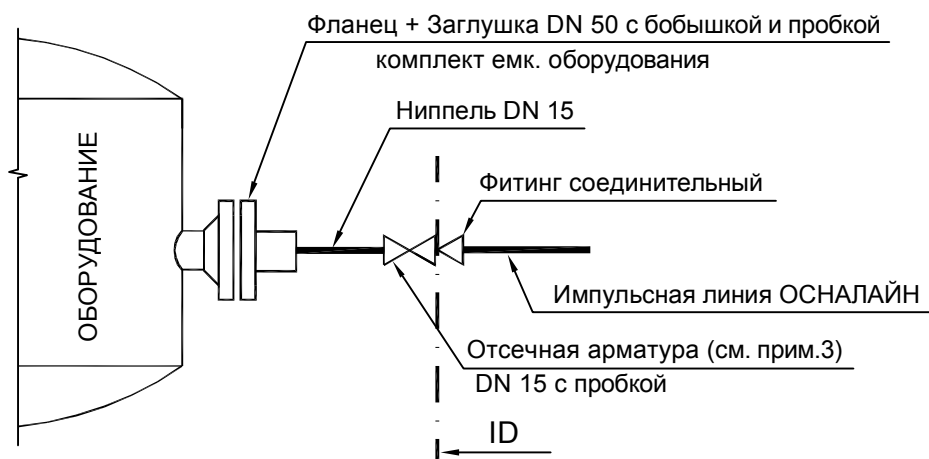 Фланец + Заглушка DN 50 с бобышкой и пробкой
комплект емк. оборудования
Ниппель DN 15
ОБОРУДОВАНИЕ
Фитинг соединительный
Импульсная линия ОСНАЛАЙН
Отсечная арматура (см. прим.3)
DN 15 с пробкой
ID